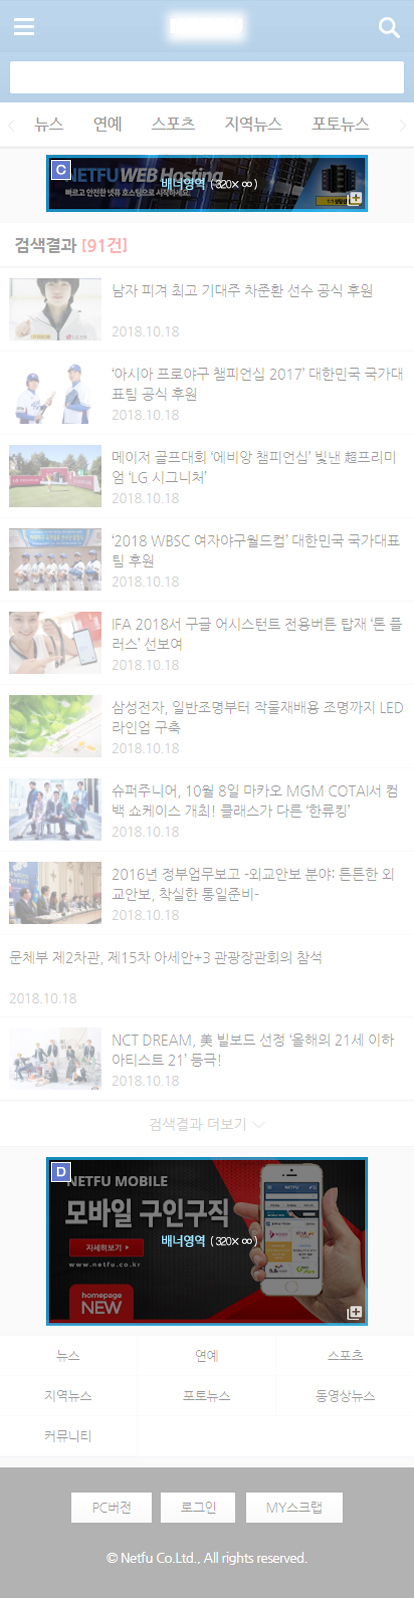 뉴스 연예 스포츠 지역뉴스 포토뉴스
C
NETFU WEB Hosting
빠르고 안전한 넷퓨 호스팅으로 시작하세요.
배너영역 ( 320× ∞ )
검색결과 [91건]
남자 피겨 최고 기대주 차준환 선수 공식 후원
2018.10.18
‘아시아 프로야구 챔피언십 2017’ 대한민국 국가대
표팀 공식 후원
2018.10.18
메이저 골프대회 ‘에비앙 챔피언십’ 빛낸 超프리미
엄 ‘LG 시그니처’
2018.10.18
‘2018 WBSC 여자야구월드컵’ 대한민국 국가대표
팀 후원
2018.10.18
IFA 2018서 구글 어시스턴트 전용버튼 탑재 ‘톤 플
러스’ 선보여
2018.10.18
삼성전자, 일반조명부터 작물재배용 조명까지 LED
라인업 구축
2018.10.18
슈퍼주니어, 10월 8일 마카오 MGM COTAI서 컴
백 쇼케이스 개최! 클래스가 다른 ‘한류킹’
2018.10.18
2016년 정부업무보고 -외교안보 분야: 튼튼한 외
교안보, 착실한 통일준비-
2018.10.18
문체부 제2차관, 제15차 아세안+3 관광장관회의 참석
2018.10.18
NCT DREAM, 美 빌보드 선정 ‘올해의 21세 이하
아티스트 21’ 등극!
2018.10.18
검색결과 더보기
D
NETFU MOBILE
모바일 구인구직
배너영역 ( 320× ∞ )
자세히보기
www.netfu.co.kr
homepage
NEW
뉴스 연예 스포츠
지역뉴스 포토뉴스 동영상뉴스
커뮤니티
PC버전 로그인 MY스크랩
© Netfu Co.Ltd., All rights reserved.